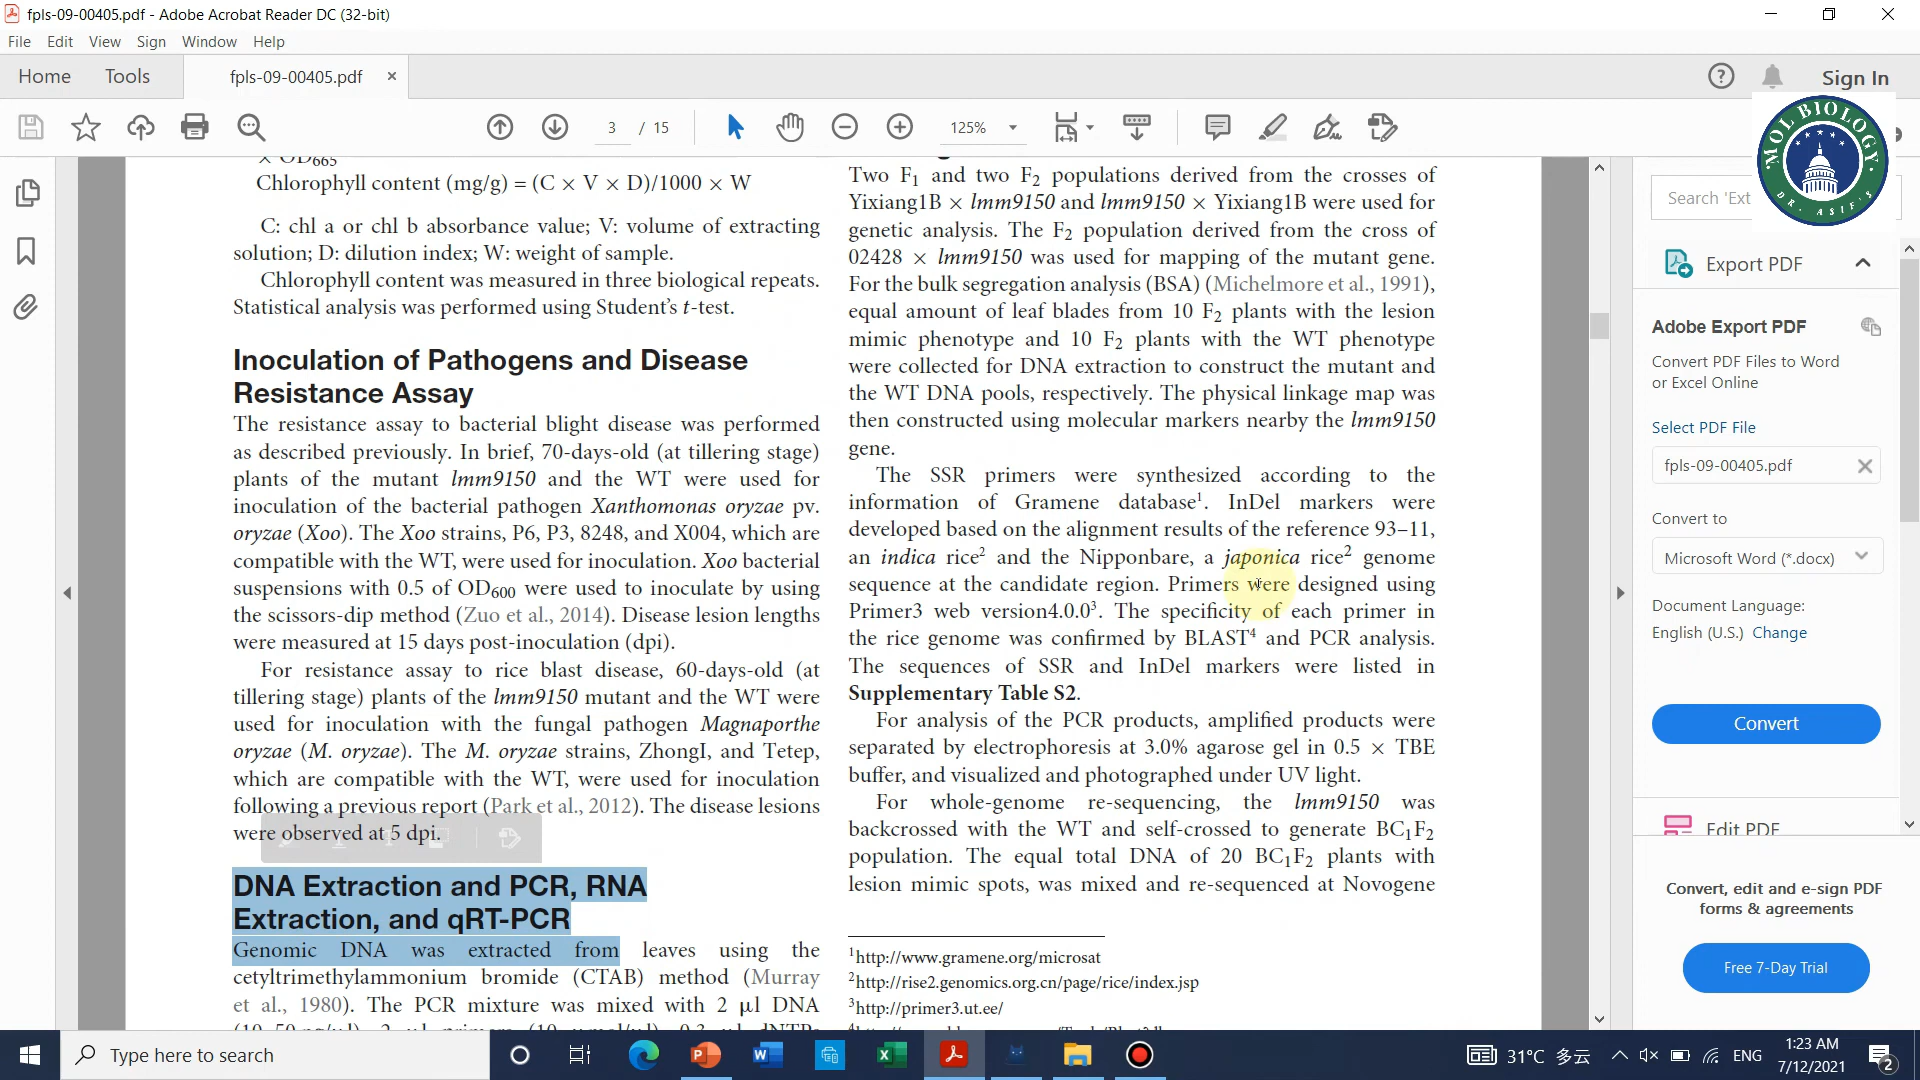 fpls-09-00405.pdf - Adobe Acrobat Reader DC (32-bit)
File Edit View Sign Window Help
Home Tools fpls-09-00405.pdf ×
Sign In
3 / 15
125%
× OD665
Chlorophyll content (mg/g) = (C × V × D)/1000 × W
C: chl a or chl b absorbance value; V: volume of extracting
solution; D: dilution index; W: weight of sample.
Chlorophyll content was measured in three biological repeats.
Statistical analysis was performed using Student's t-test.
Inoculation of Pathogens and Disease
Resistance Assay
The resistance assay to bacterial blight disease was performed
as described previously. In brief, 70-days-old (at tillering stage)
plants of the mutant lmm9150 and the WT were used for
inoculation of the bacterial pathogen Xanthomonas oryzae pv.
oryzae (Xoo). The Xoo strains, P6, P3, 8248, and X004, which are
compatible with the WT, were used for inoculation. Xoo bacterial
suspensions with 0.5 of OD600 were used to inoculate by using
the scissors-dip method (Zuo et al., 2014). Disease lesion lengths
were measured at 15 days post-inoculation (dpi).
For resistance assay to rice blast disease, 60-days-old (at
tillering stage) plants of the lmm9150 mutant and the WT were
used for inoculation with the fungal pathogen Magnaporthe
oryzae (M. oryzae). The M. oryzae strains, ZhongI, and Tetep,
which are compatible with the WT, were used for inoculation
following a previous report (Park et al., 2012). The disease lesions
were observed at 5 dpi.
DNA Extraction and PCR, RNA
Extraction, and qRT-PCR
Genomic DNA was extracted from leaves using the
cetyltrimethylammonium bromide (CTAB) method (Murray
et al., 1980). The PCR mixture was mixed with 2 μl DNA
Two F1 and two F2 populations derived from the crosses of
Yixiang1B × lmm9150 and lmm9150 × Yixiang1B were used for
genetic analysis. The F2 population derived from the cross of
02428 × lmm9150 was used for mapping of the mutant gene.
For the bulk segregation analysis (BSA) (Michelmore et al., 1991),
equal amount of leaf blades from 10 F2 plants with the lesion
mimic phenotype and 10 F2 plants with the WT phenotype
were collected for DNA extraction to construct the mutant and
the WT DNA pools, respectively. The physical linkage map was
then constructed using molecular markers nearby the lmm9150
gene.
The SSR primers were synthesized according to the
information of Gramene database1. InDel markers were
developed based on the alignment results of the reference 93–11,
an indica rice2 and the Nipponbare, a japonica rice2 genome
sequence at the candidate region. Primers were designed using
Primer3 web version4.0.03. The specificity of each primer in
the rice genome was confirmed by BLAST4 and PCR analysis.
The sequences of SSR and InDel markers were listed in
Supplementary Table S2.
For analysis of the PCR products, amplified products were
separated by electrophoresis at 3.0% agarose gel in 0.5 × TBE
buffer, and visualized and photographed under UV light.
For whole-genome re-sequencing, the lmm9150 was
backcrossed with the WT and self-crossed to generate BC1F2
population. The equal total DNA of 20 BC1F2 plants with
lesion mimic spots, was mixed and re-sequenced at Novogene
1http://www.gramene.org/microsat
2http://rise2.genomics.org.cn/page/rice/index.jsp
3http://primer3.ut.ee/
MOL BIOLOGY
DR. ASIF'S
Search 'Ext
Export PDF
Adobe Export PDF
Convert PDF Files to Word
or Excel Online
Select PDF File
fpls-09-00405.pdf
Convert to
Microsoft Word (*.docx)
Document Language:
English (U.S.) Change
Convert
Edit PDF
Convert, edit and e-sign PDF
forms & agreements
Free 7-Day Trial
Type here to search
31°C 多云
ENG
1:23 AM
7/12/2021
2